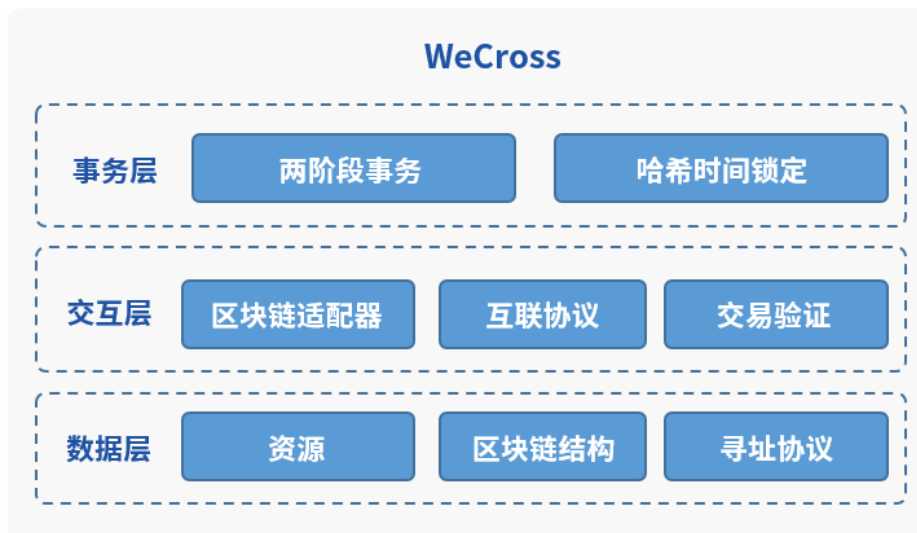 WeCross
事务层
两阶段事务
哈希时间锁定
交互层
区块链适配器
互联协议
交易验证
数据层
资源
区块链结构
寻址协议